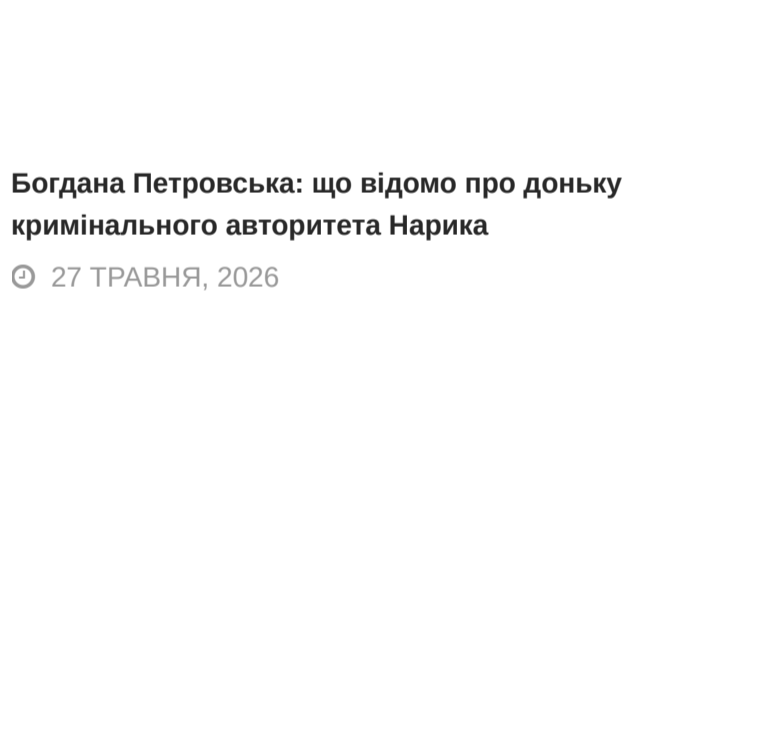 Богдана Петровська: що відомо про доньку
кримінального авторитета Нарика
27 ТРАВНЯ, 2026